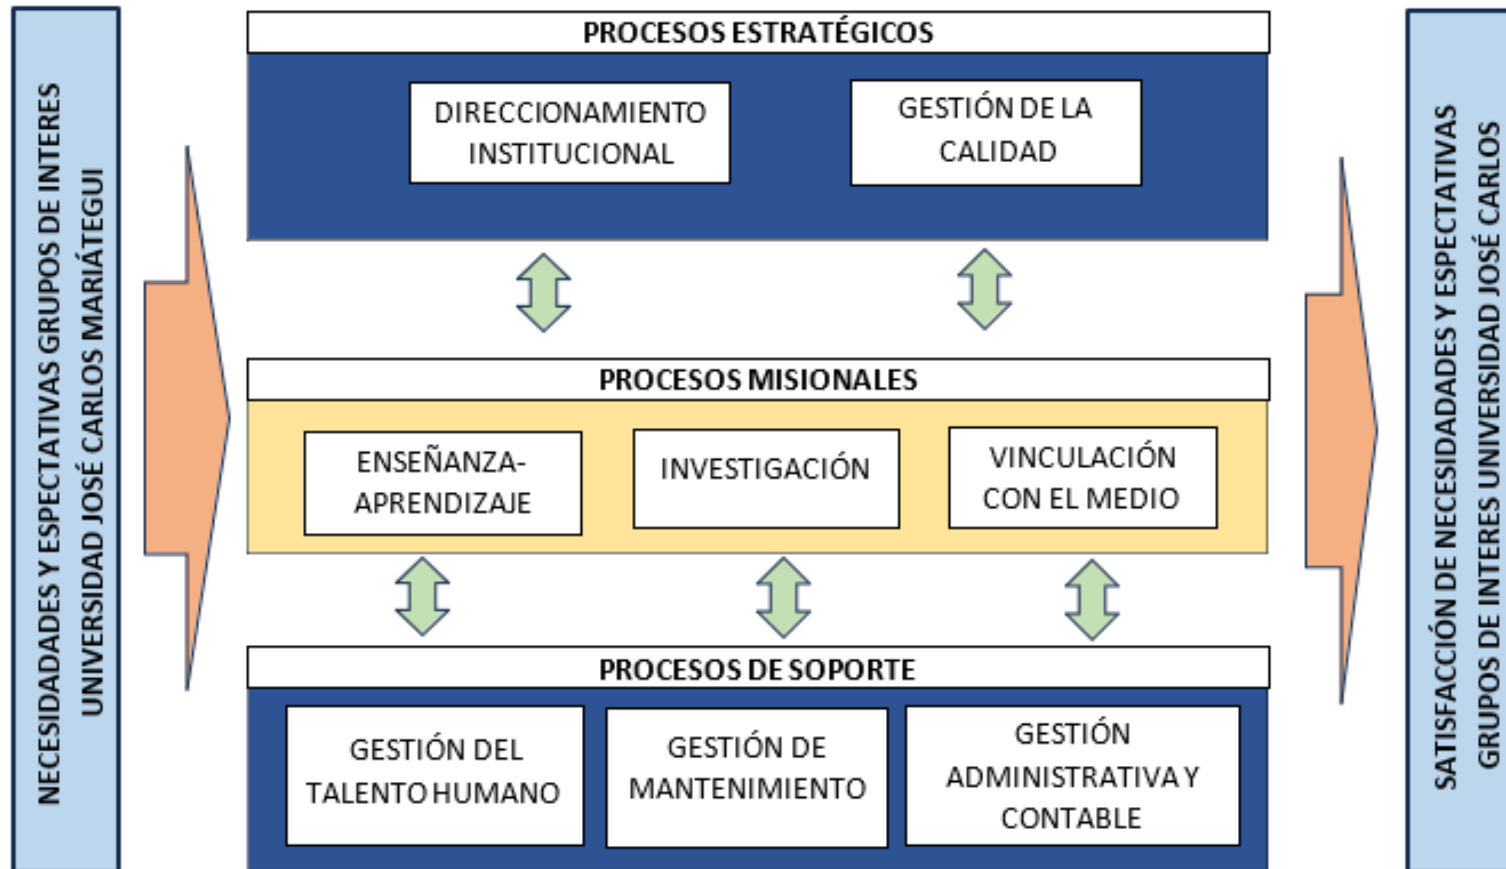 NECESIDADADES Y ESPECTATIVAS GRUPOS DE INTERES
UNIVERSIDAD JOSÉ CARLOS MARIÁTEGUI
PROCESOS ESTRATÉGICOS
DIRECCIONAMIENTO
INSTITUCIONAL
GESTIÓN DE LA
CALIDAD
PROCESOS MISIONALES
ENSEÑANZA-
APRENDIZAJE
INVESTIGACIÓN
VINCULACIÓN
CON EL MEDIO
PROCESOS DE SOPORTE
GESTIÓN DEL
TALENTO HUMANO
GESTIÓN DE
MANTENIMIENTO
GESTIÓN
ADMINISTRATIVA Y
CONTABLE
SATISFACCIÓN DE NECESIDADADES Y ESPECTATIVAS
GRUPOS DE INTERES UNIVERSIDAD JOSÉ CARLOS